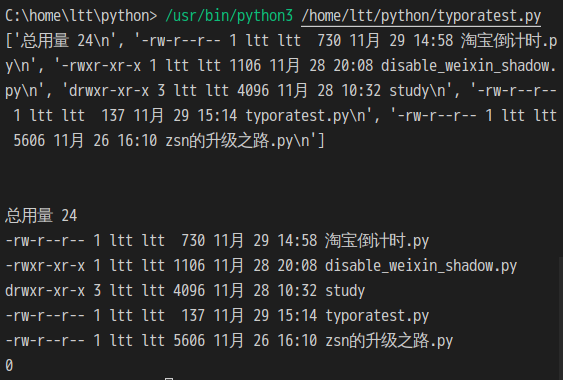 C:\home\ltt\python> /usr/bin/python3 /home/ltt/python/typoratest.py
['总用量 24\n', '-rw-r--r-- 1 ltt ltt  730 11月 29 14:58 淘宝倒计时.p
y\n', '-rwxr-xr-x 1 ltt ltt 1106 11月 28 20:08 disable_weixin_shadow.
py\n', 'drwxr-xr-x 3 ltt ltt 4096 11月 28 10:32 study\n', '-rw-r--r--
 1 ltt ltt  137 11月 29 15:14 typoratest.py\n', '-rw-r--r-- 1 ltt ltt
 5606 11月 26 16:10 zsn的升级之路.py\n']
总用量 24
-rw-r--r-- 1 ltt ltt  730 11月 29 14:58 淘宝倒计时.py
-rwxr-xr-x 1 ltt ltt 1106 11月 28 20:08 disable_weixin_shadow.py
drwxr-xr-x 3 ltt ltt 4096 11月 28 10:32 study
-rw-r--r-- 1 ltt ltt  137 11月 29 15:14 typoratest.py
-rw-r--r-- 1 ltt ltt 5606 11月 26 16:10 zsn的升级之路.py
0